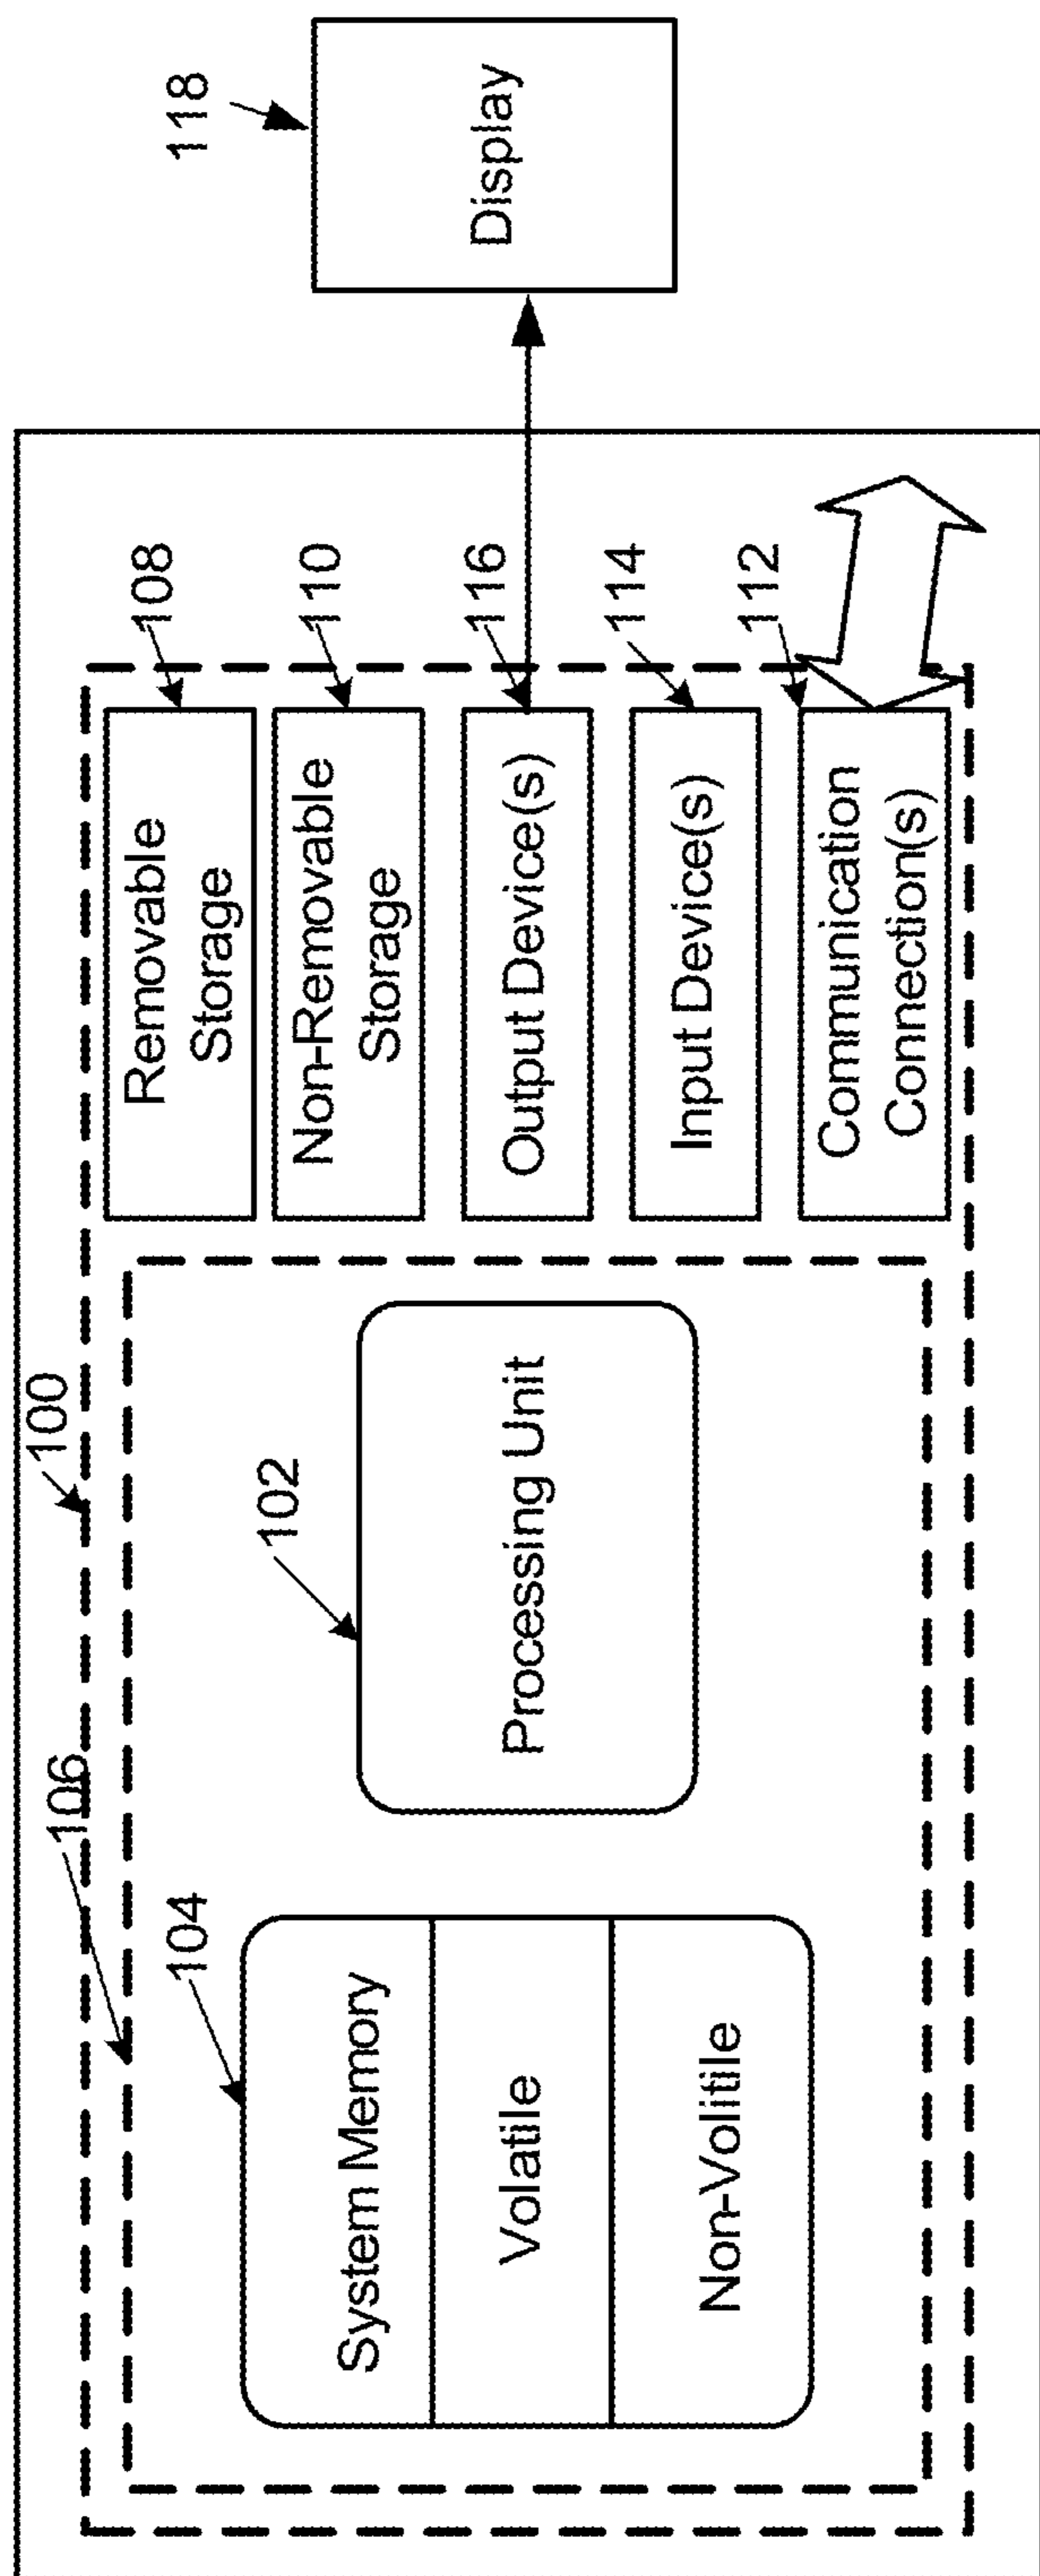 100
106
104
System Memory
Volatile
Non-Volitile
102
Processing Unit
108
Removable
Storage
110
Non-Removable
Storage
116
Output Device(s)
114
Input Device(s)
112
Communication
Connection(s)
118
Display